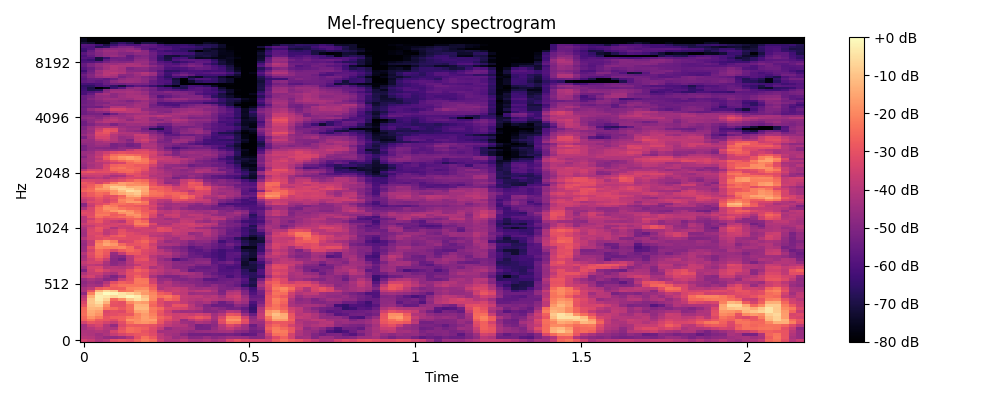 Mel-frequency spectrogram
Hz
8192
4096
2048
1024
512
0
0
0.5
1
1.5
2
Time
+0 dB
-10 dB
-20 dB
-30 dB
-40 dB
-50 dB
-60 dB
-70 dB
-80 dB